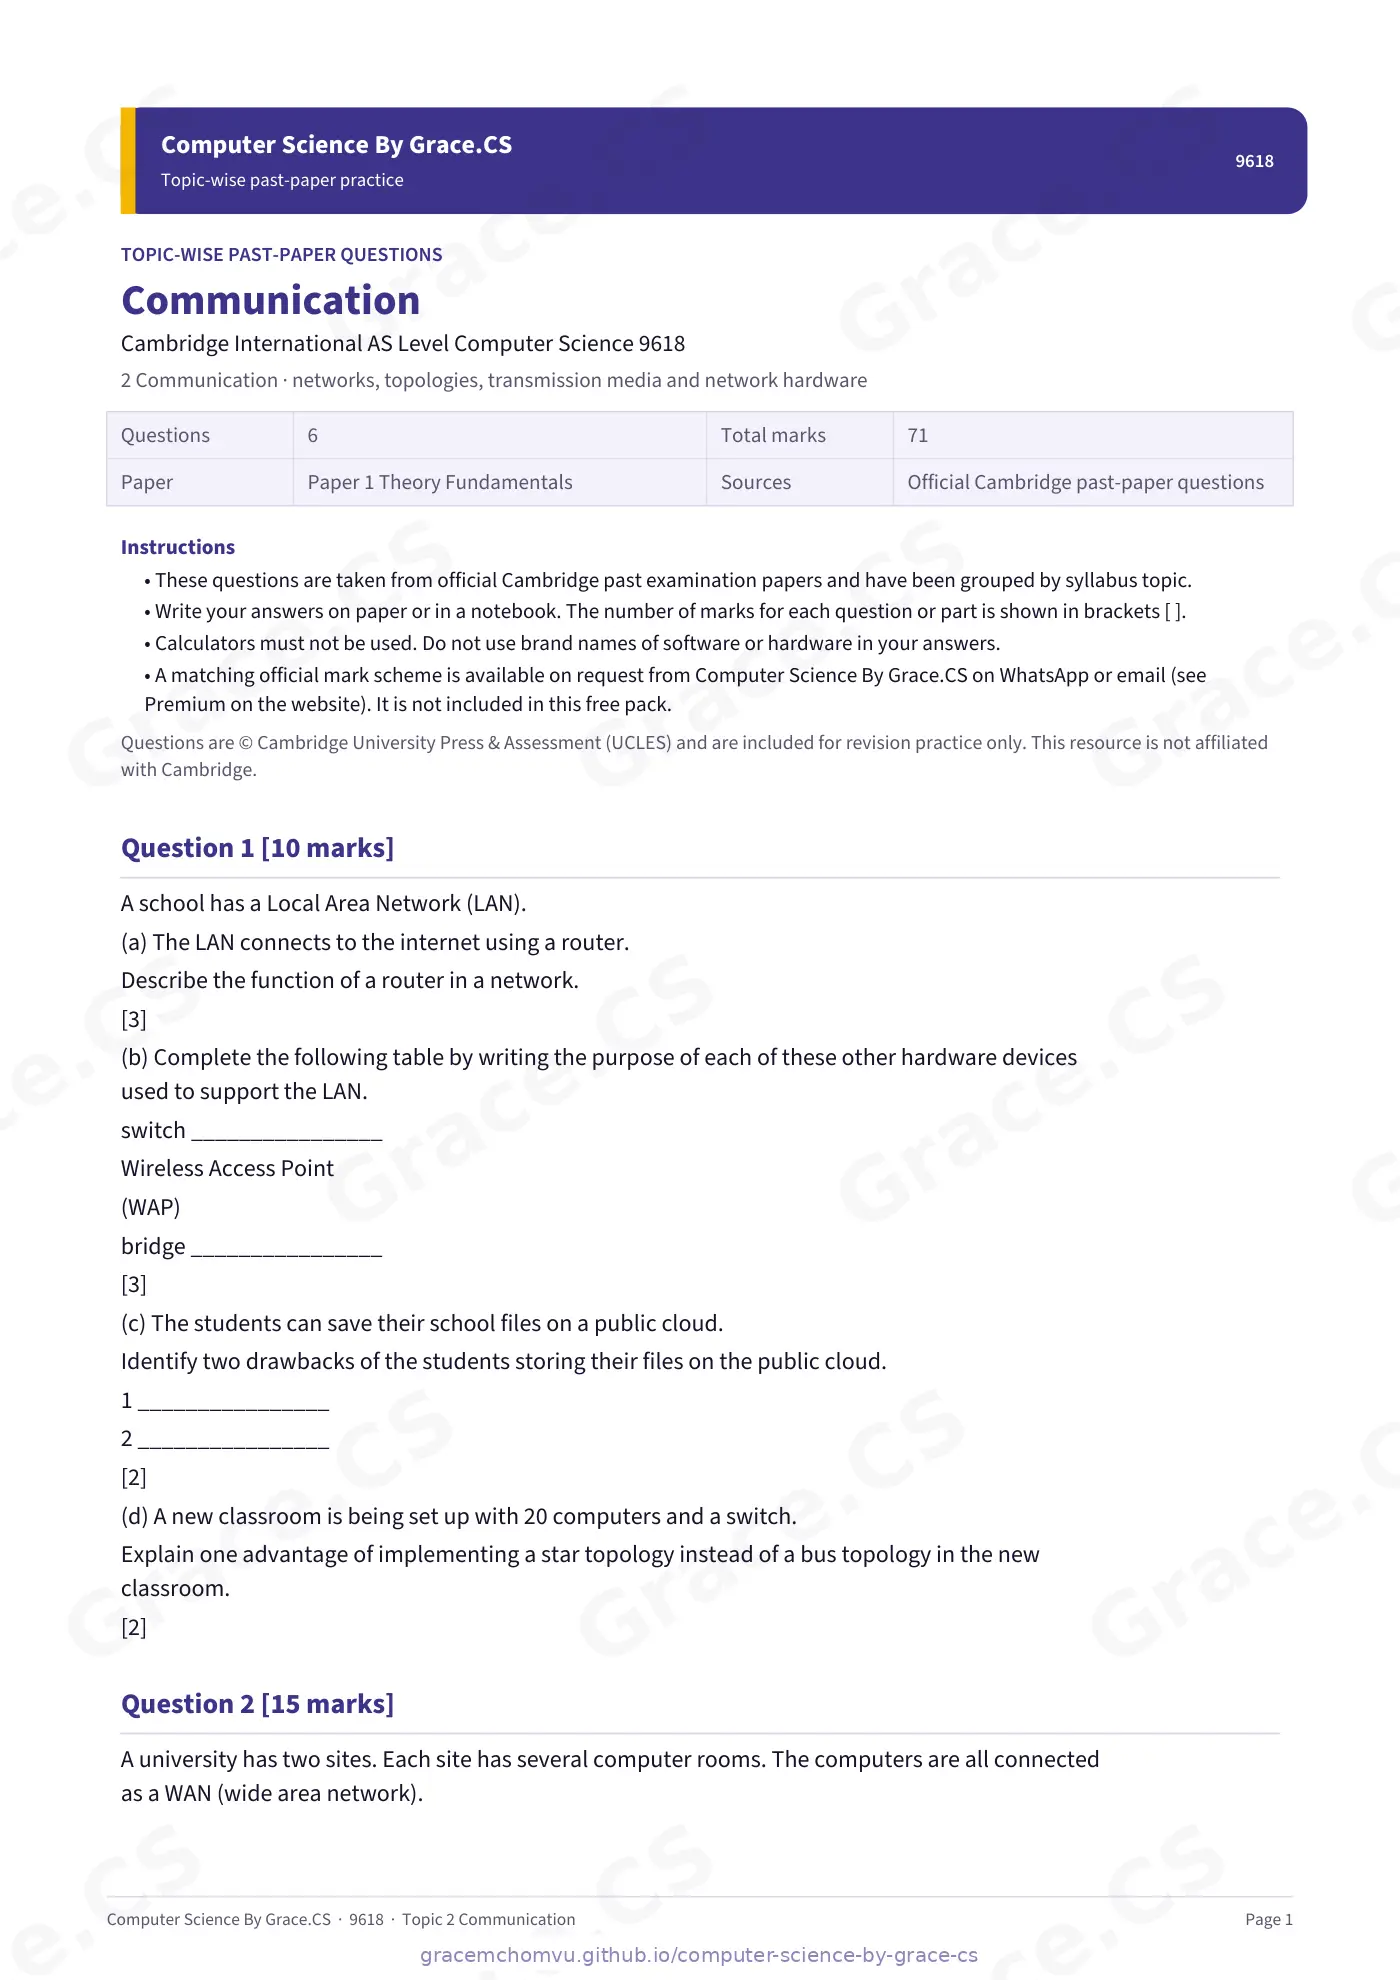 Computer Science By Grace.CS
Topic-wise past-paper practice
9618
TOPIC-WISE PAST-PAPER QUESTIONS
Communication
Cambridge International AS Level Computer Science 9618
2 Communication · networks, topologies, transmission media and network hardware
Questions 6 Total marks 71
Paper Paper 1 Theory Fundamentals Sources Official Cambridge past-paper questions
Instructions
• These questions are taken from official Cambridge past examination papers and have been grouped by syllabus topic.
• Write your answers on paper or in a notebook. The number of marks for each question or part is shown in brackets [ ].
• Calculators must not be used. Do not use brand names of software or hardware in your answers.
• A matching official mark scheme is available on request from Computer Science By Grace.CS on WhatsApp or email (see
Premium on the website). It is not included in this free pack.
Questions are © Cambridge University Press & Assessment (UCLES) and are included for revision practice only. This resource is not affiliated
with Cambridge.
Question 1 [10 marks]
A school has a Local Area Network (LAN).
(a) The LAN connects to the internet using a router.
Describe the function of a router in a network.
[3]
(b) Complete the following table by writing the purpose of each of these other hardware devices
used to support the LAN.
switch ________________
Wireless Access Point
(WAP)
bridge ________________
[3]
(c) The students can save their school files on a public cloud.
Identify two drawbacks of the students storing their files on the public cloud.
1 ________________
2 ________________
[2]
(d) A new classroom is being set up with 20 computers and a switch.
Explain one advantage of implementing a star topology instead of a bus topology in the new
classroom.
[2]
Question 2 [15 marks]
A university has two sites. Each site has several computer rooms. The computers are all connected
as a WAN (wide area network).
Computer Science By Grace.CS · 9618 · Topic 2 Communication
Page 1
gracemchomvu.github.io/computer-science-by-grace-cs